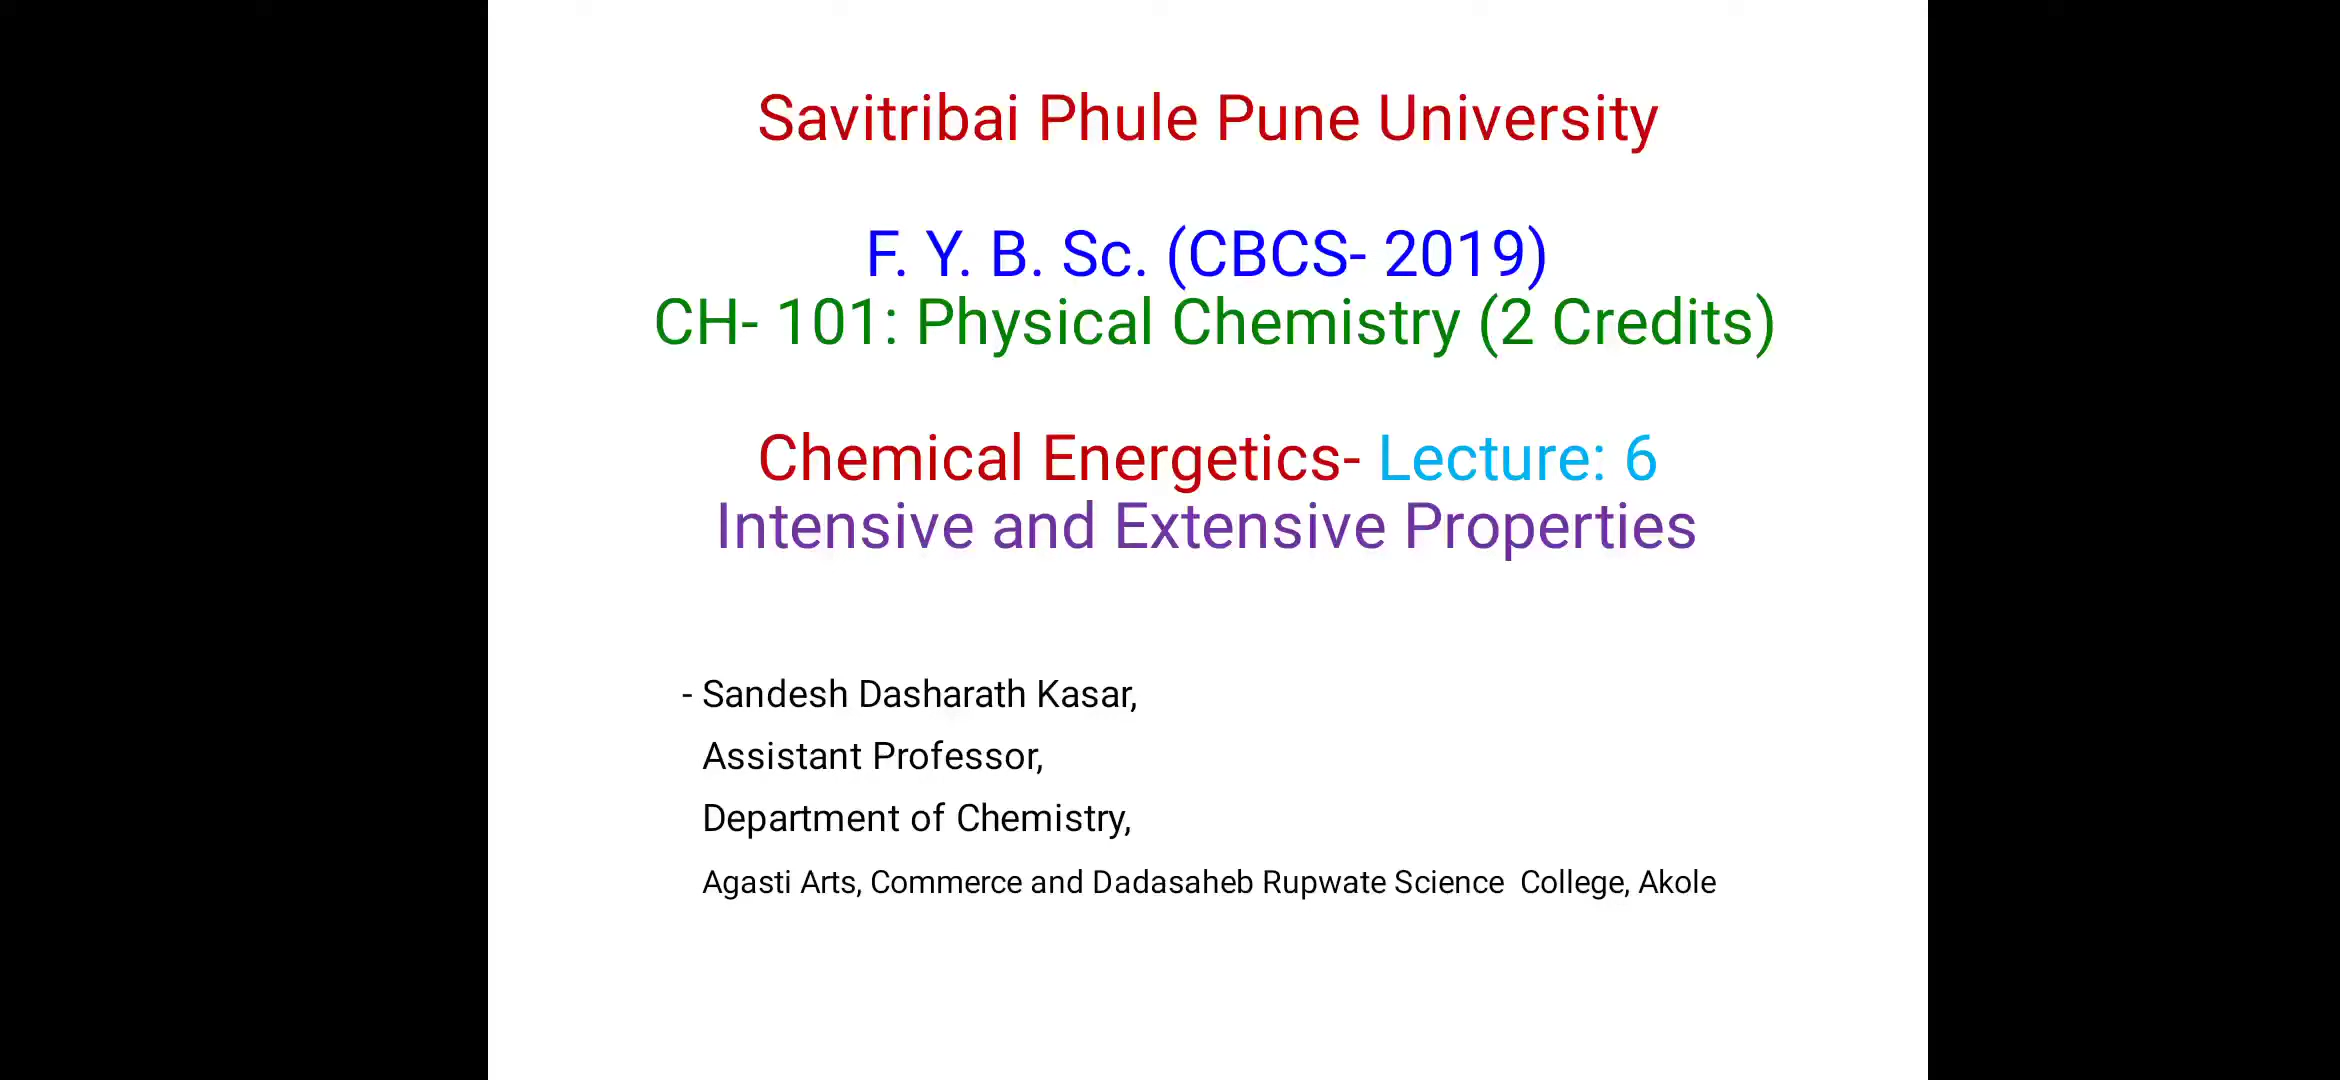 Savitribai Phule Pune University
F. Y. B. Sc. (CBCS- 2019)
CH- 101: Physical Chemistry (2 Credits)
Chemical Energetics- Lecture: 6
Intensive and Extensive Properties
- Sandesh Dasharath Kasar,
Assistant Professor,
Department of Chemistry,
Agasti Arts, Commerce and Dadasaheb Rupwate Science College, Akole